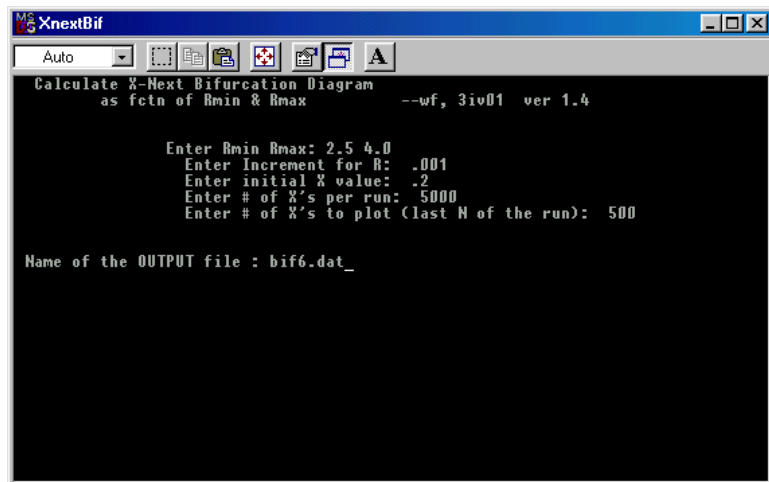 XnextBif
Auto
A
Calculate X-Next Bifurcation Diagram
as fctn of Rmin & Rmax --wf, 3iv01 ver 1.4
Enter Rmin Rmax: 2.5 4.0
Enter Increment for R: .001
Enter initial X value: .2
Enter # of X's per run: 5000
Enter # of X's to plot (last N of the run): 500
Name of the OUTPUT file : bif6.dat_